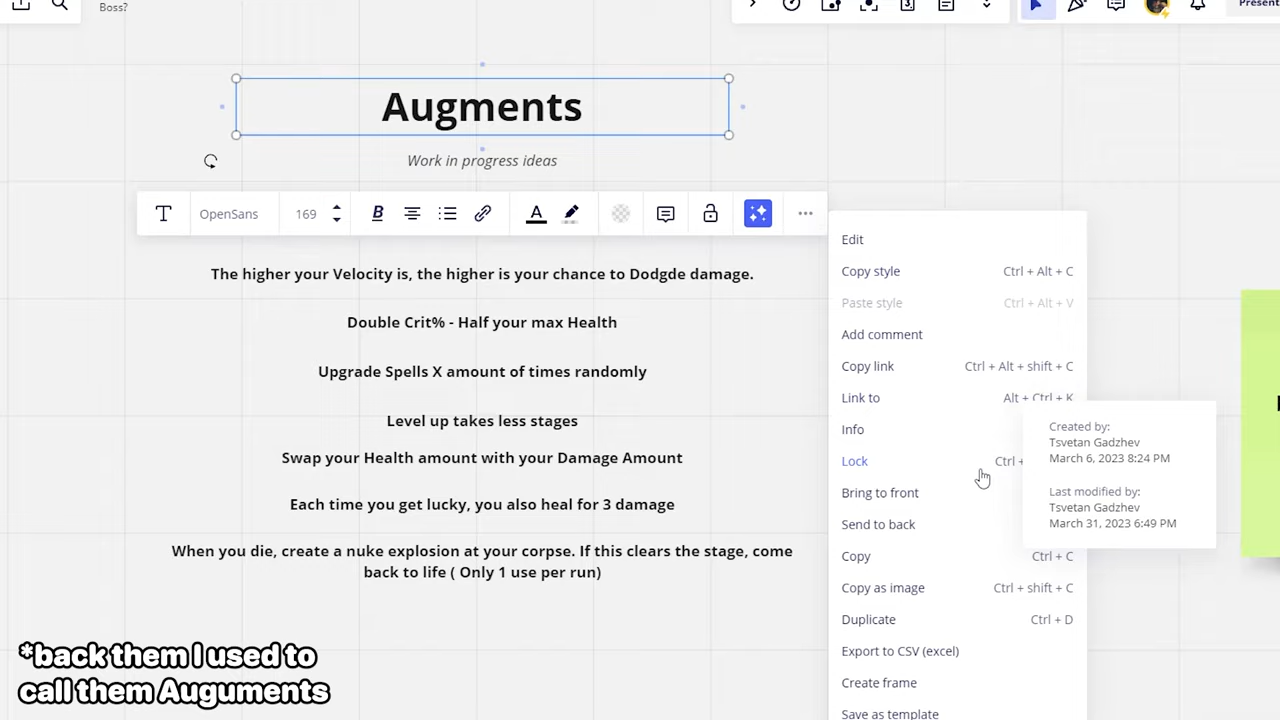 Boss?
Present
Augments
Work in progress ideas
OpenSans
169
B
A
The higher your Velocity is, the higher is your chance to Dodgde damage.
Double Crit% - Half your max Health
Upgrade Spells X amount of times randomly
Level up takes less stages
Swap your Health amount with your Damage Amount
Each time you get lucky, you also heal for 3 damage
When you die, create a nuke explosion at your corpse. If this clears the stage, come
back to life ( Only 1 use per run)
Edit
Copy style Ctrl + Alt + C
Paste style Ctrl + Alt + V
Add comment
Copy link Ctrl + Alt + shift + C
Link to Alt + Ctrl + K
Info
Lock Ctrl +
Bring to front
Send to back
Copy Ctrl + C
Copy as image Ctrl + shift + C
Duplicate Ctrl + D
Export to CSV (excel)
Create frame
Save as template
Created by:
Tsvetan Gadzhev
March 6, 2023 8:24 PM
Last modified by:
Tsvetan Gadzhev
March 31, 2023 6:49 PM
*back them I used to
call them Auguments